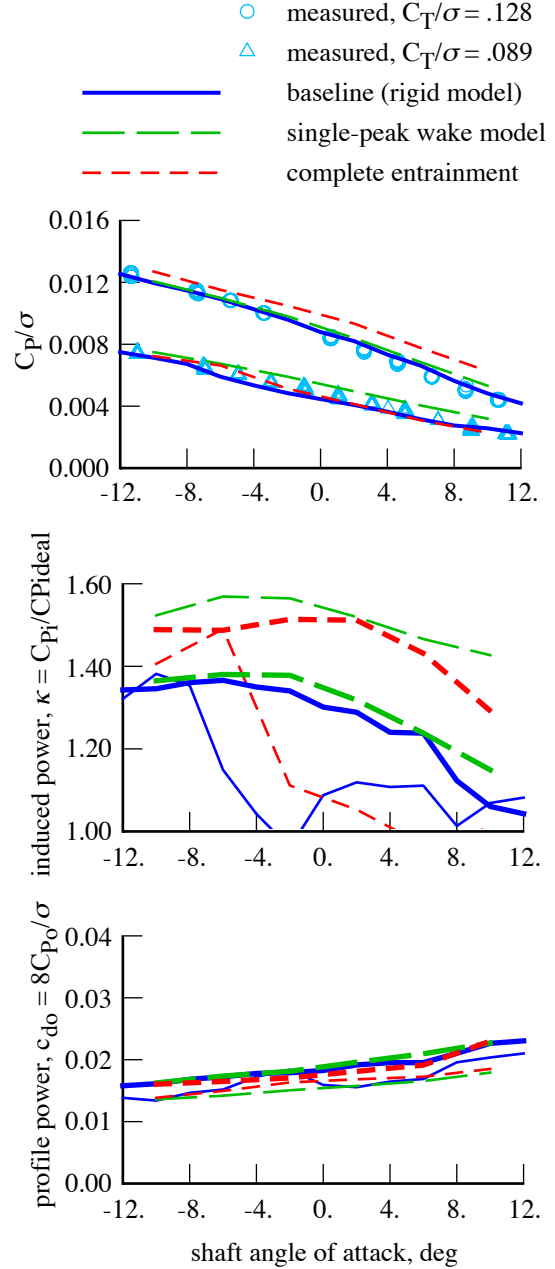 measured, C_T/σ = .128
measured, C_T/σ = .089
baseline (rigid model)
single-peak wake model
complete entrainment
C_P/σ
0.016
0.012
0.008
0.004
0.000
-12. -8. -4. 0. 4. 8. 12.
induced power, κ = C_Pi/CPideal
1.60
1.40
1.20
1.00
-12. -8. -4. 0. 4. 8. 12.
profile power, c_do = 8C_Po/σ
0.04
0.03
0.02
0.01
0.00
-12. -8. -4. 0. 4. 8. 12.
shaft angle of attack, deg